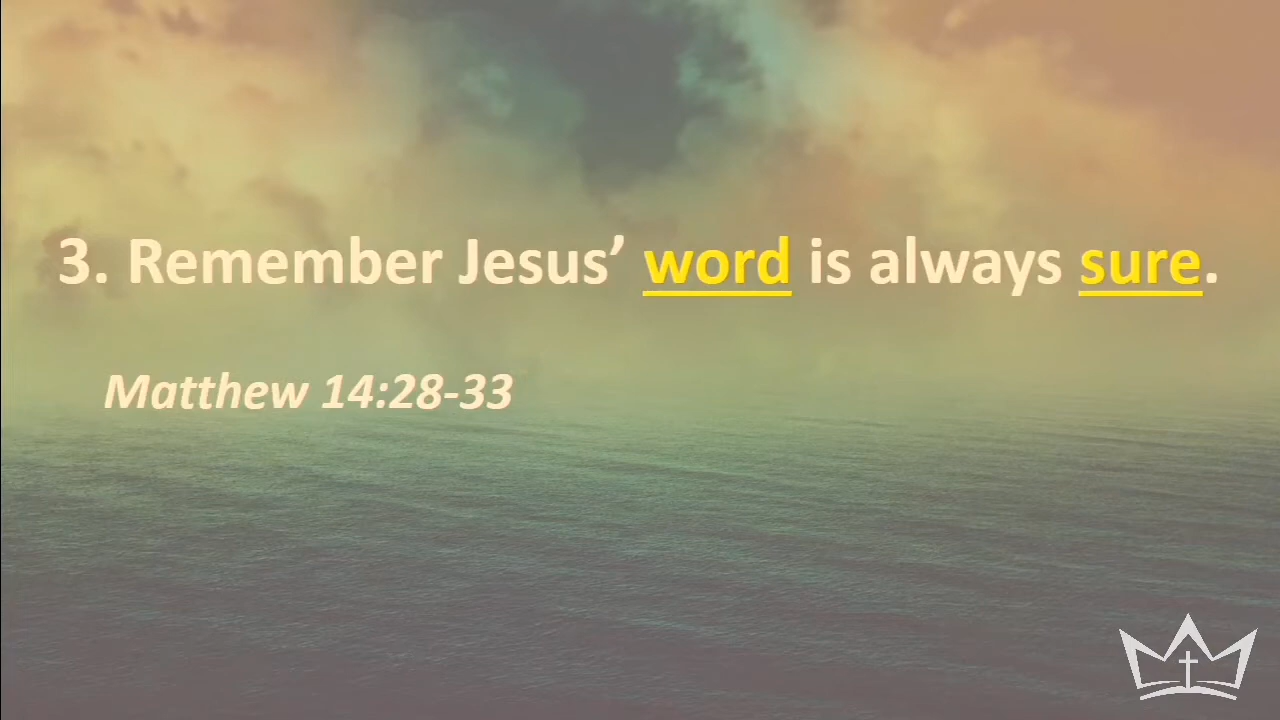 3. Remember Jesus’ word is always sure.
Matthew 14:28-33